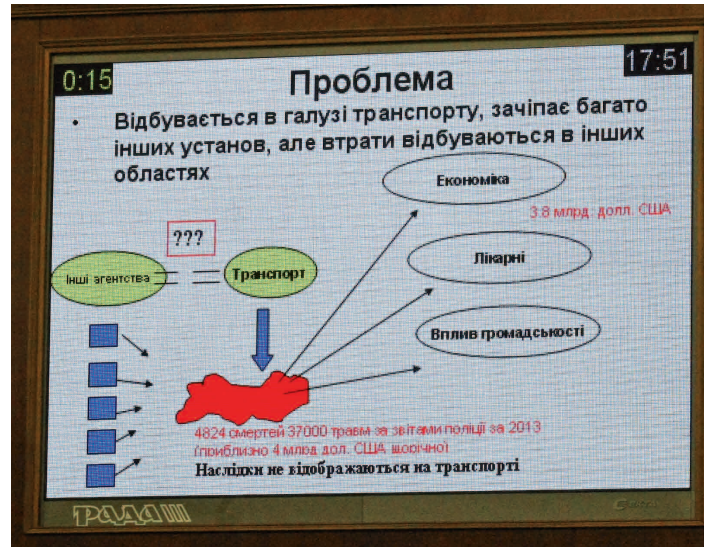 0:15
17:51
Проблема
• Відбувається в галузі транспорту, зачіпає багато
інших установ, але втрати відбуваються в інших
областях
Економіка
3.8 млрд. долл. США
???
Інші агентства
Транспорт
Лікарні
Вплив громадськості
4824 смертей 37000 травм за звітами поліції за 2013
(приблизно 4 млрд дол. США щорічно)
Наслідки не відображаються на транспорті
РАДА III